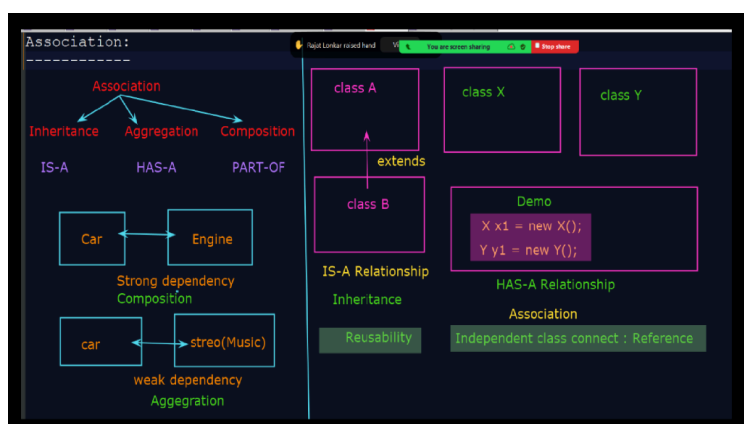 Association:
------------
Rajat Lonkar raised hand
You are screen sharing
Stop share
Association
Inheritance Aggregation Composition
IS-A HAS-A PART-OF
Car Engine
Strong dependency
Composition
car streo(Music)
weak dependency
Aggegration
class A
extends
class B
IS-A Relationship
Inheritance
Reusability
class X
class Y
Demo
X x1 = new X();
Y y1 = new Y();
HAS-A Relationship
Association
Independent class connect : Reference